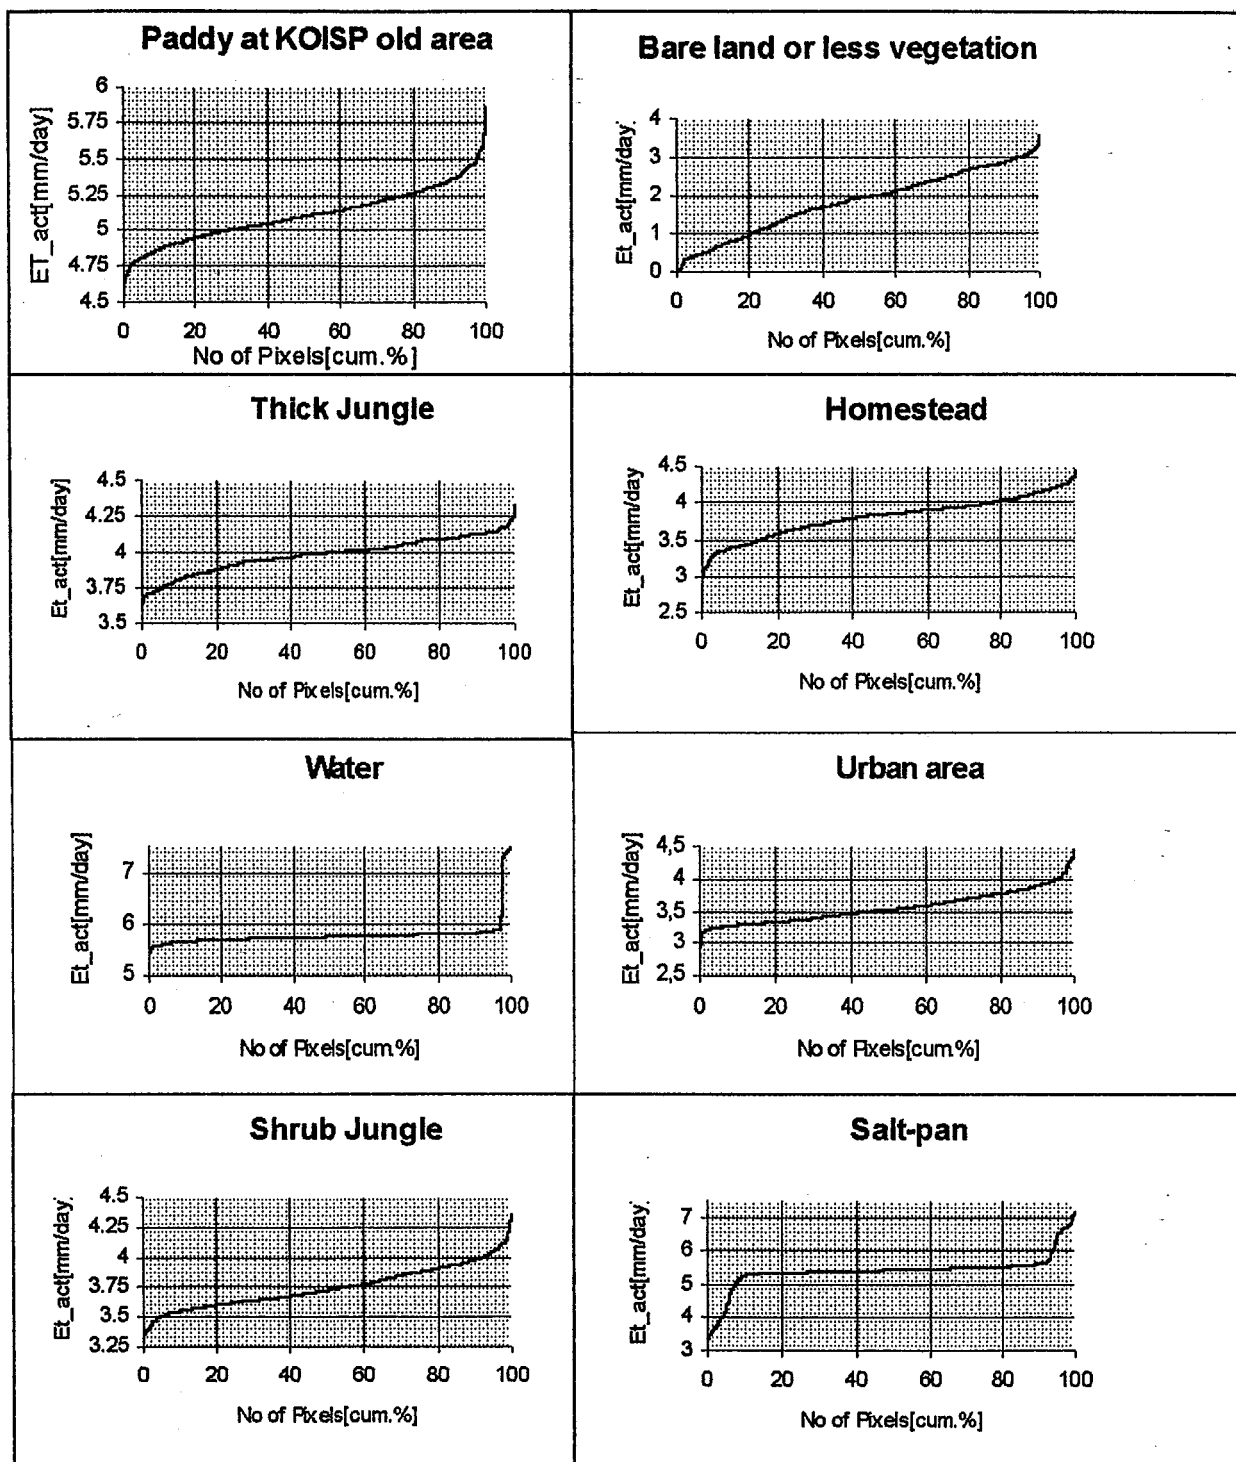 Paddy at KOISP old area
ET_act[mm/day]
6
5.75
5.5
5.25
5
4.75
4.5
0 20 40 60 80 100
No of Pixels[cum.%]
Bare land or less vegetation
Et_act[mm/day.
4
3
2
1
0
0 20 40 60 80 100
No of Pixels[cum.%]
Thick Jungle
Et_act[mm/day]
4.5
4.25
4
3.75
3.5
0 20 40 60 80 100
No of Pixels[cum.%]
Homestead
Et_act[mm/day
4.5
4
3.5
3
2.5
0 20 40 60 80 100
No of Pixels[cum.%]
Water
Et_act[mm/day]
7
6
5
0 20 40 60 80 100
No of Pixels[cum.%]
Urban area
Et_act[mm/day]
4,5
4
3,5
3
2,5
0 20 40 60 80 100
No of Pixels[cum.%]
Shrub Jungle
Et_act[mm/day.
4.5
4.25
4
3.75
3.5
3.25
0 20 40 60 80 100
No of Pixels[cum.%]
Salt-pan
Et_act[mm/day.
7
6
5
4
3
0 20 40 60 80 100
No of Pixels[cum.%]